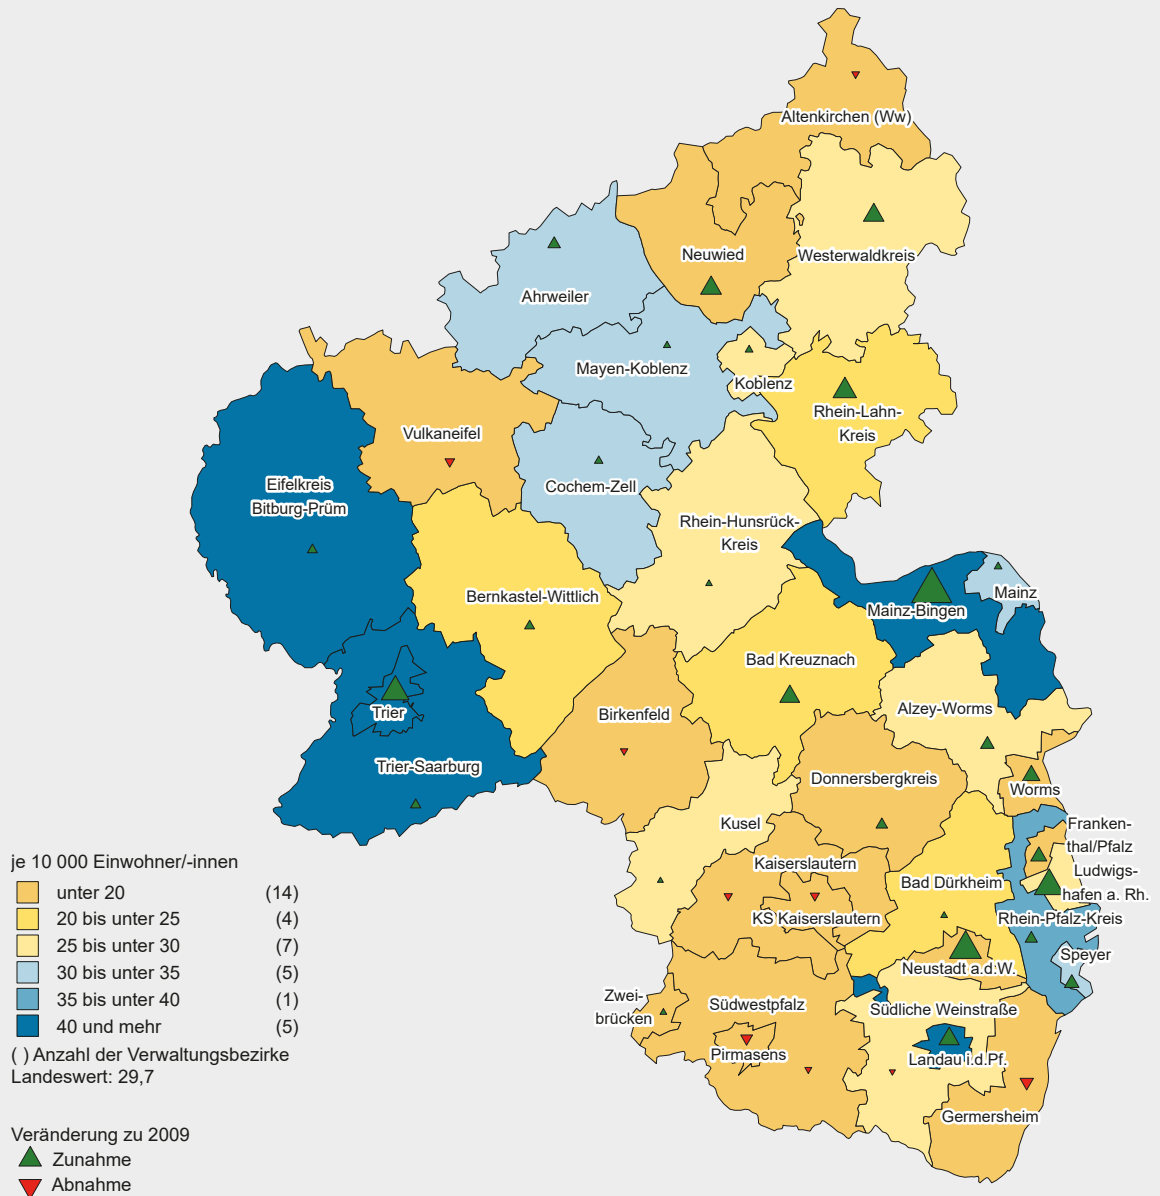 Altenkirchen (Ww)
Neuwied
Westerwaldkreis
Ahrweiler
Mayen-Koblenz
Koblenz
Rhein-Lahn-
Kreis
Vulkaneifel
Cochem-Zell
Eifelkreis
Bitburg-Prüm
Rhein-Hunsrück-
Kreis
Bernkastel-Wittlich
Mainz-Bingen
Mainz
Bad Kreuznach
Trier
Birkenfeld
Alzey-Worms
Trier-Saarburg
Donnersbergkreis
Worms
Kusel
Franken-
thal/Pfalz
Kaiserslautern
Bad Dürkheim
Ludwigs-
hafen a. Rh.
KS Kaiserslautern
Rhein-Pfalz-Kreis
Speyer
Neustadt a.d.W.
Zwei-
brücken
Südwestpfalz
Südliche Weinstraße
Pirmasens
Landau i.d.Pf.
Germersheim
je 10 000 Einwohner/-innen
unter 20 (14)
20 bis unter 25 (4)
25 bis unter 30 (7)
30 bis unter 35 (5)
35 bis unter 40 (1)
40 und mehr (5)
( ) Anzahl der Verwaltungsbezirke
Landeswert: 29,7
Veränderung zu 2009
Zunahme
Abnahme